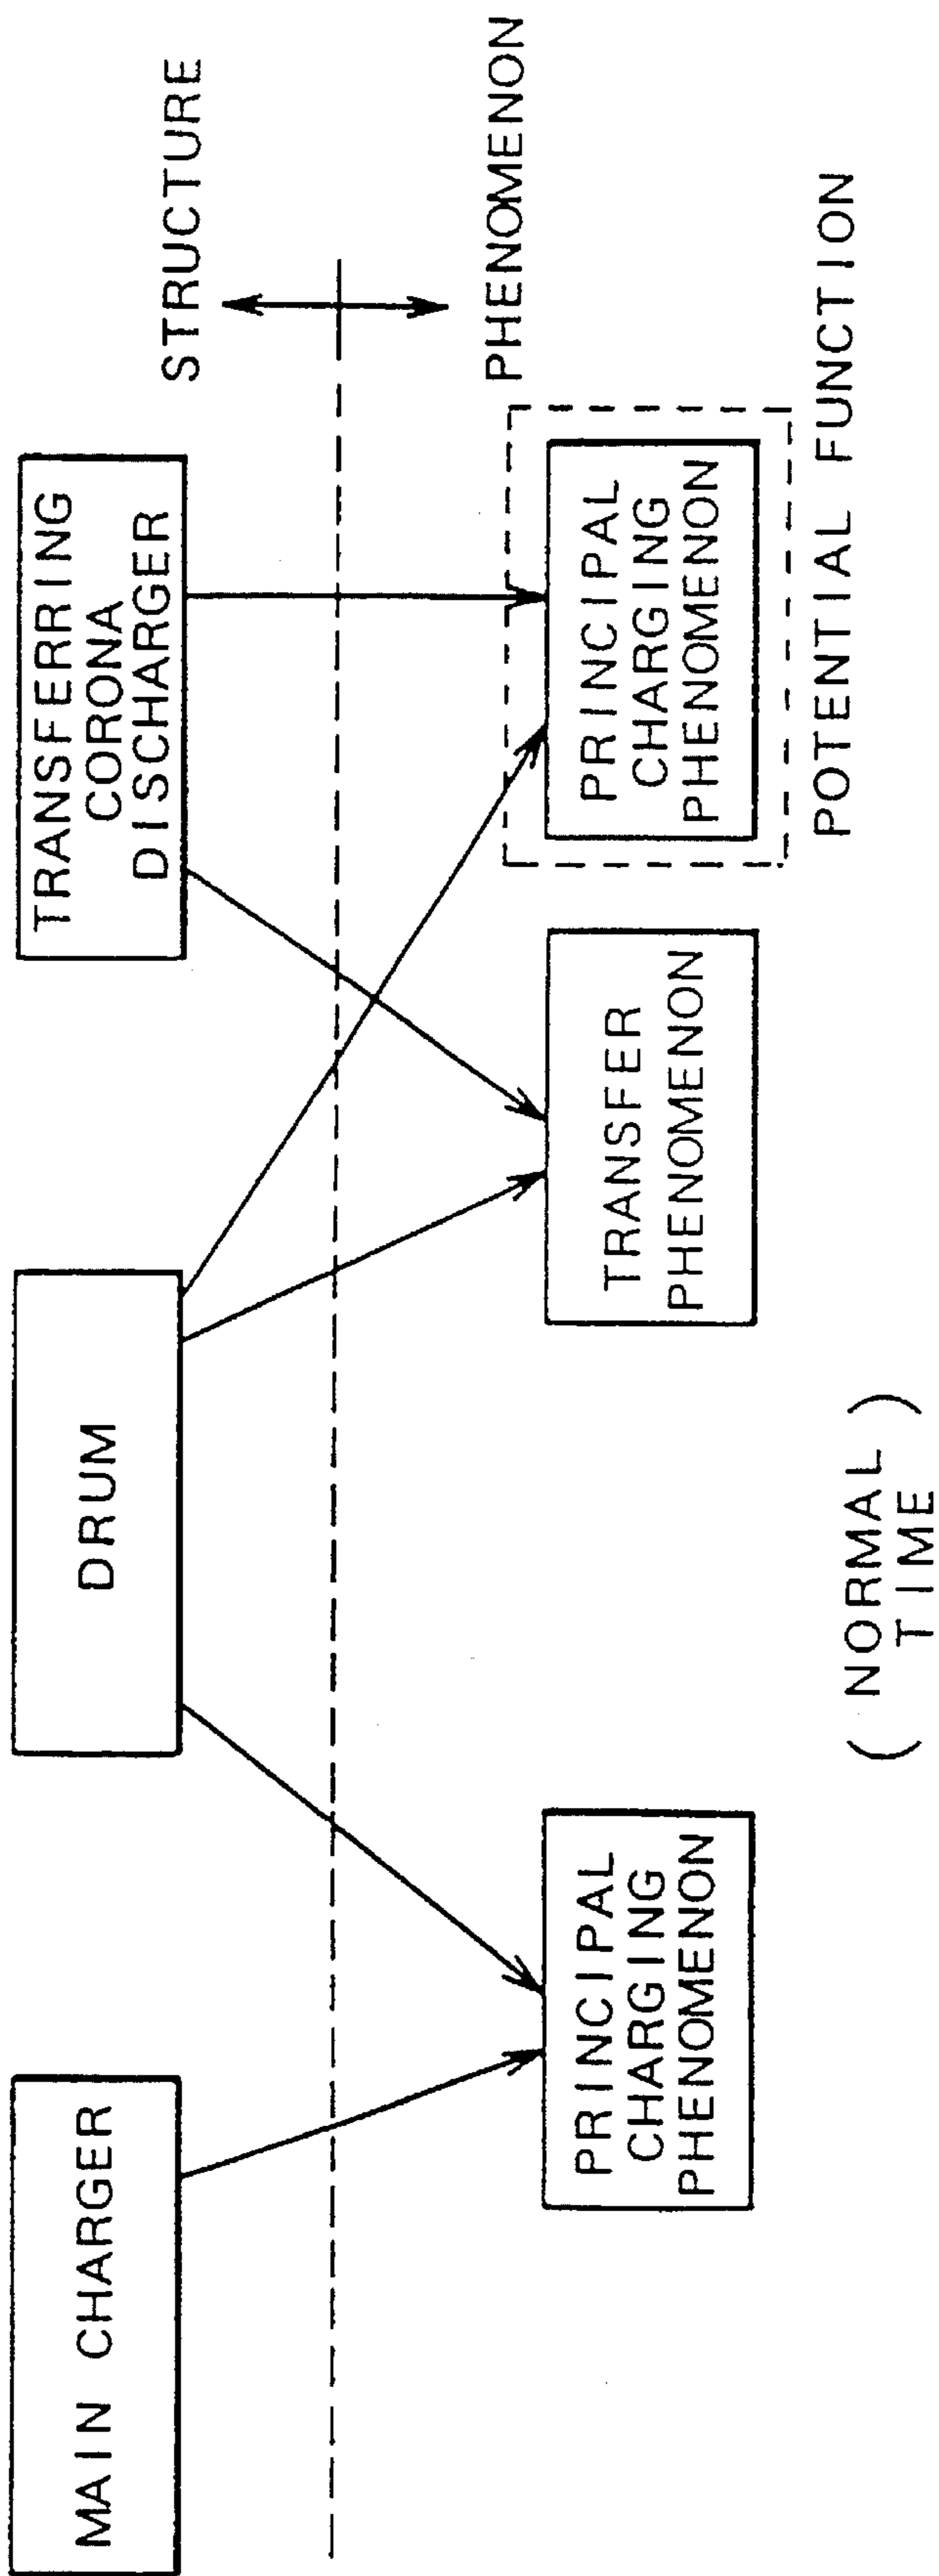 MAIN CHARGER
DRUM
TRANSFERRING
CORONA
DISCHARGER
STRUCTURE
PHENOMENON
PRINCIPAL
CHARGING
PHENOMENON
TRANSFER
PHENOMENON
PRINCIPAL
CHARGING
PHENOMENON
POTENTIAL FUNCTION
( NORMAL )
TIME